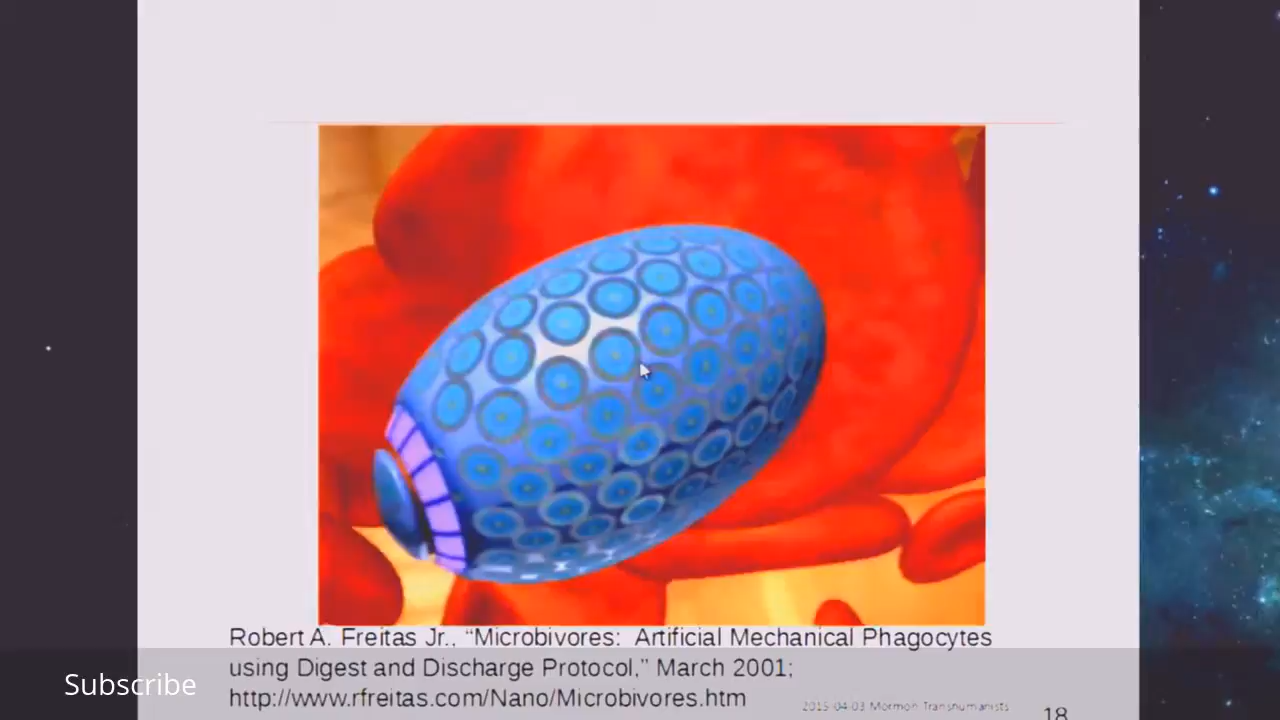 Robert A. Freitas Jr., “Microbivores: Artificial Mechanical Phagocytes
using Digest and Discharge Protocol,” March 2001;
http://www.rfreitas.com/Nano/Microbivores.htm
Subscribe
2015-04-03 Mormon Transhumanists
18